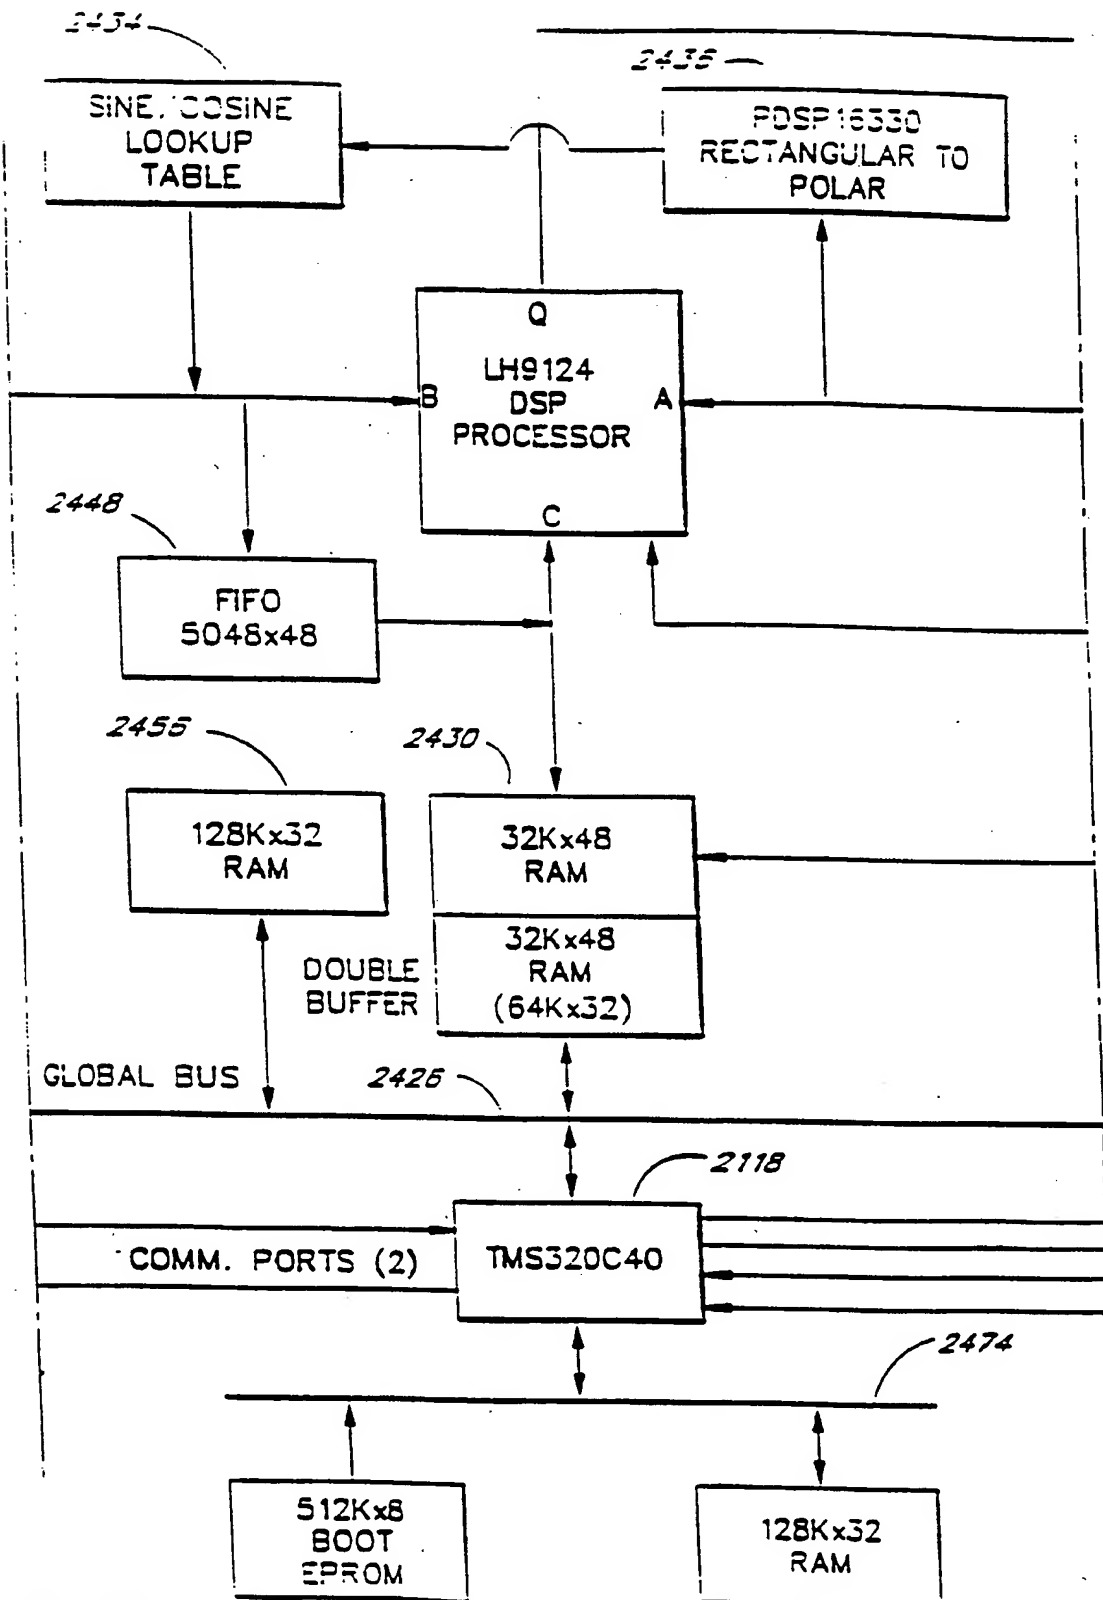 2434
2436
SINE/COSINE
LOOKUP
TABLE
PDSP16330
RECTANGULAR TO
POLAR
Q
LH9124
DSP
PROCESSOR
B
A
C
2448
FIFO
5048x48
2456
2430
128Kx32
RAM
32Kx48
RAM
32Kx48
RAM
(64Kx32)
DOUBLE
BUFFER
GLOBAL BUS
2426
2118
COMM. PORTS (2)
TMS320C40
2474
512Kx8
BOOT
EPROM
128Kx32
RAM